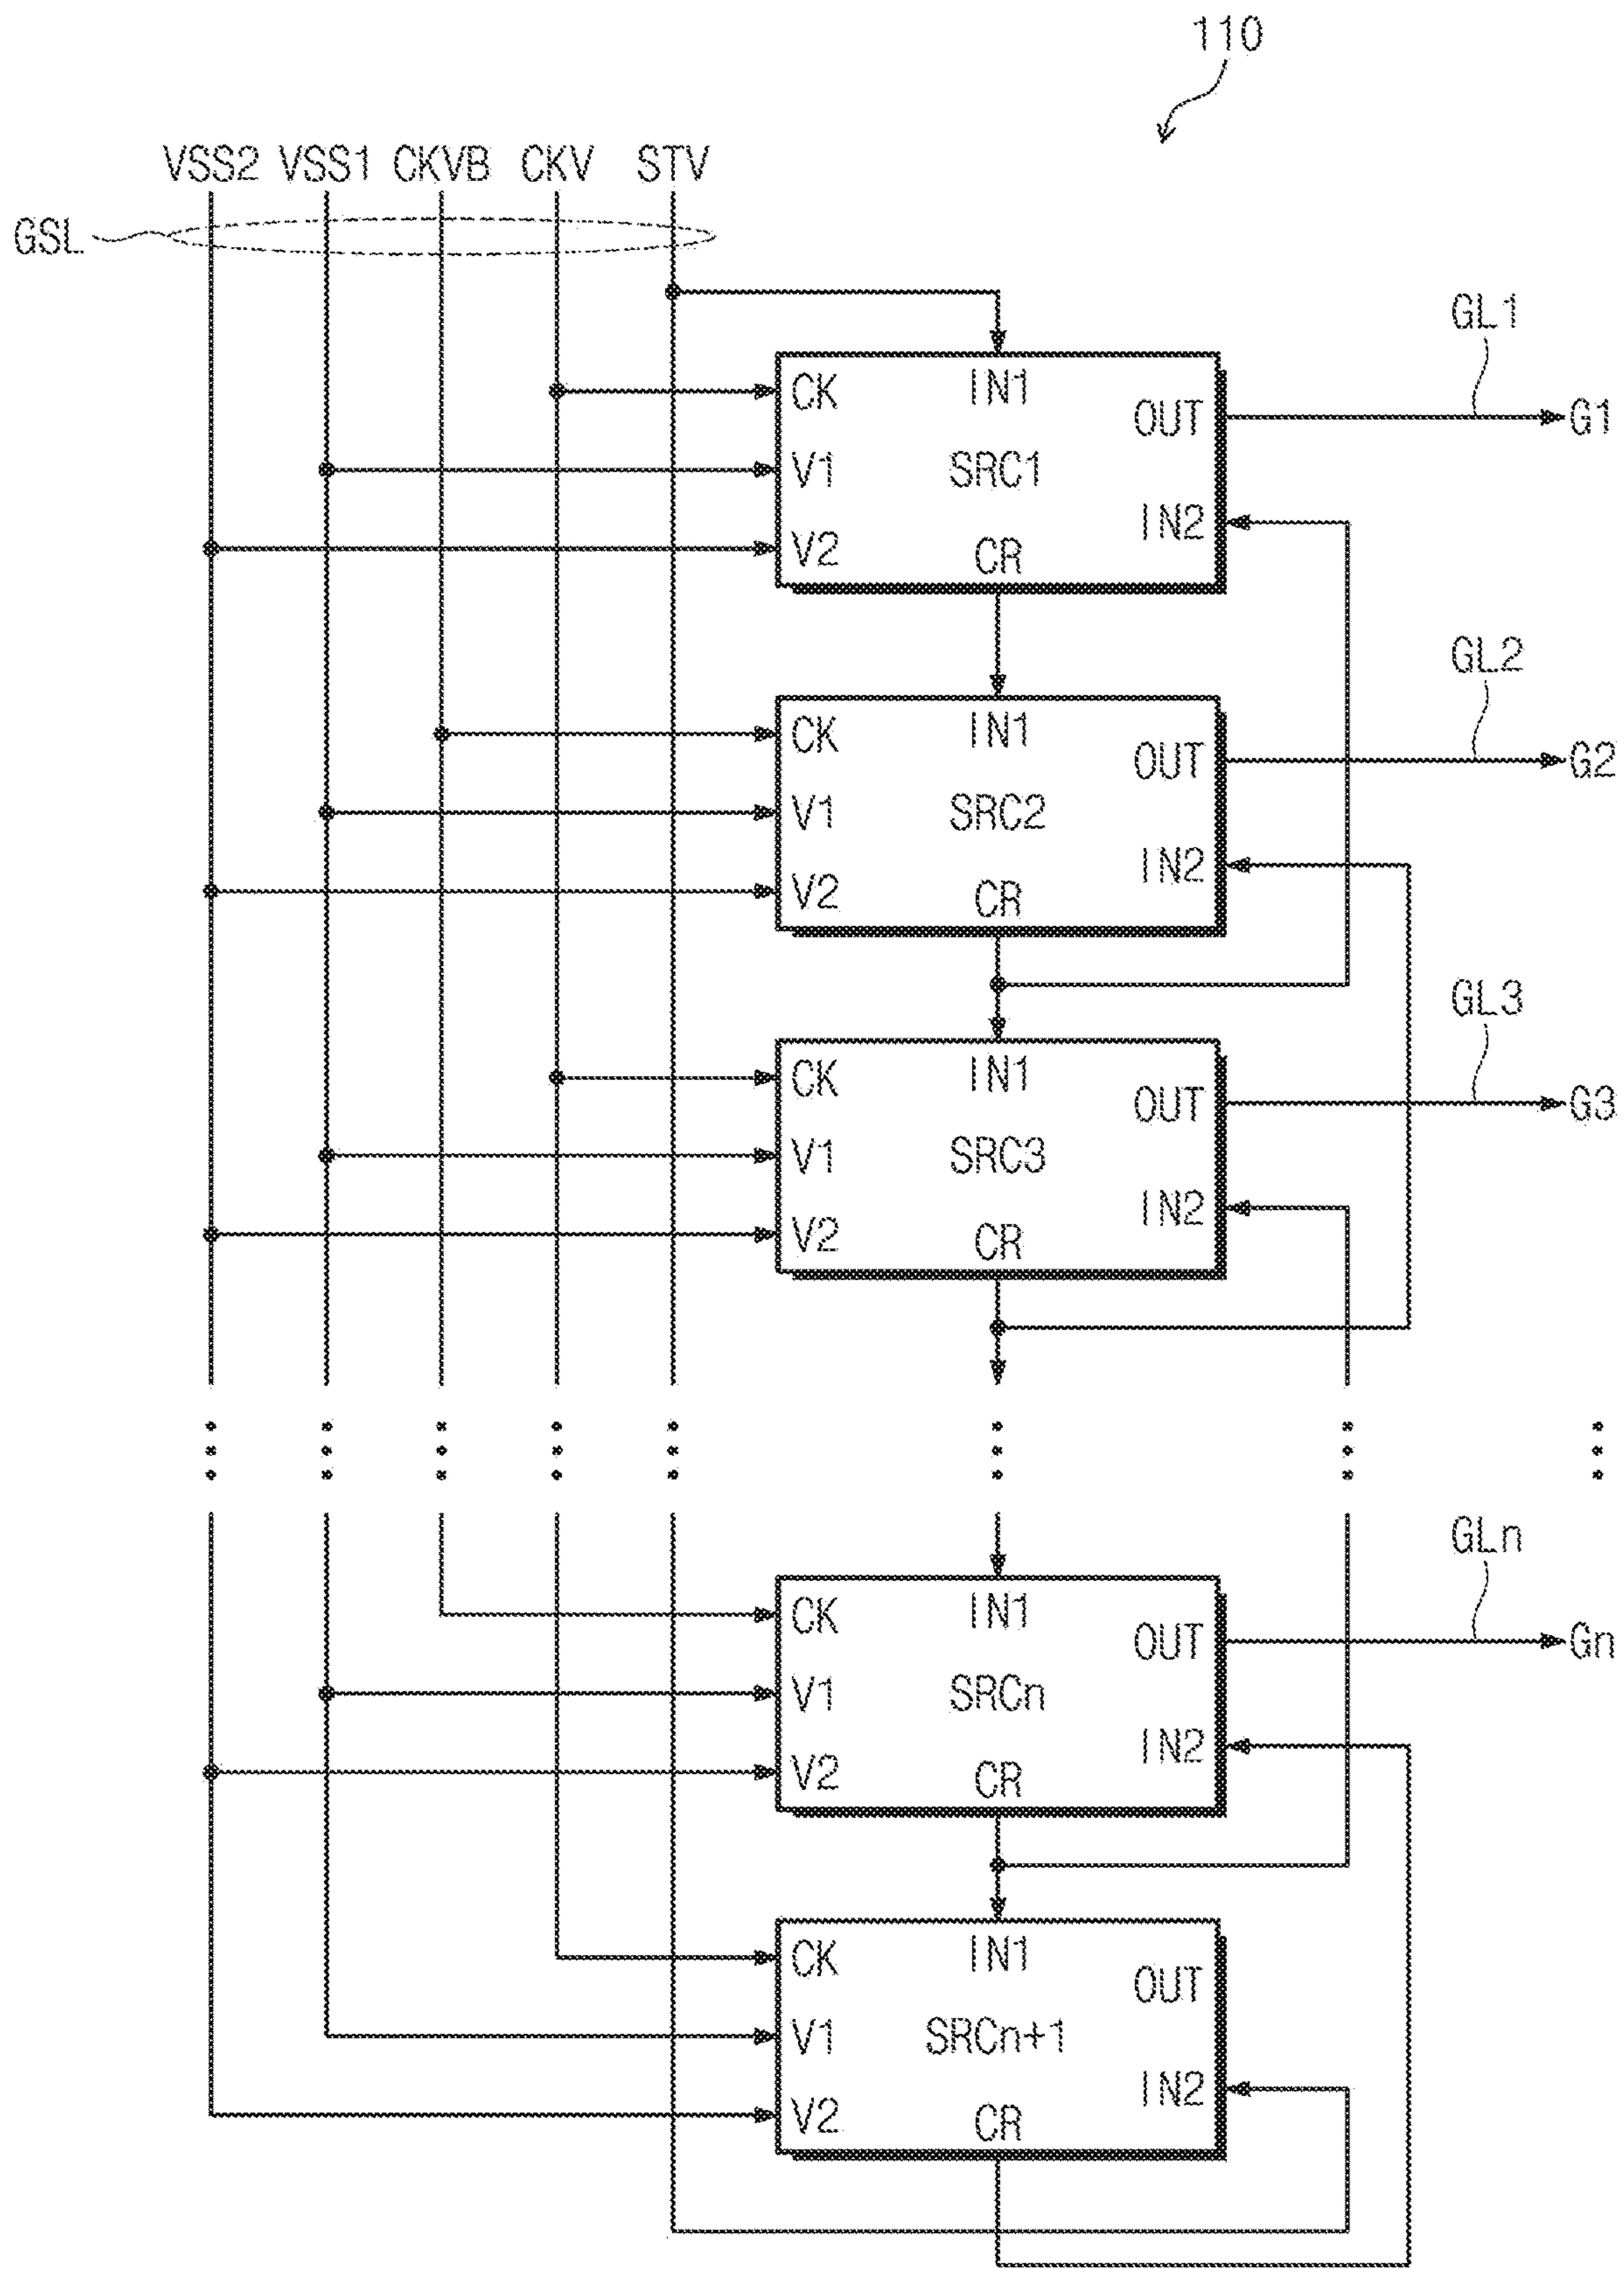 110
VSS2 VSS1 CKVB CKV STV
GSL
GL1
CK IN1 OUT G1
V1 SRC1
IN2
V2 CR
GL2
CK IN1 OUT G2
V1 SRC2
IN2
V2 CR
GL3
CK IN1 OUT G3
V1 SRC3
IN2
V2 CR
GLn
CK IN1 OUT Gn
V1 SRCn
IN2
V2 CR
CK IN1 OUT
V1 SRCn+1
IN2
V2 CR